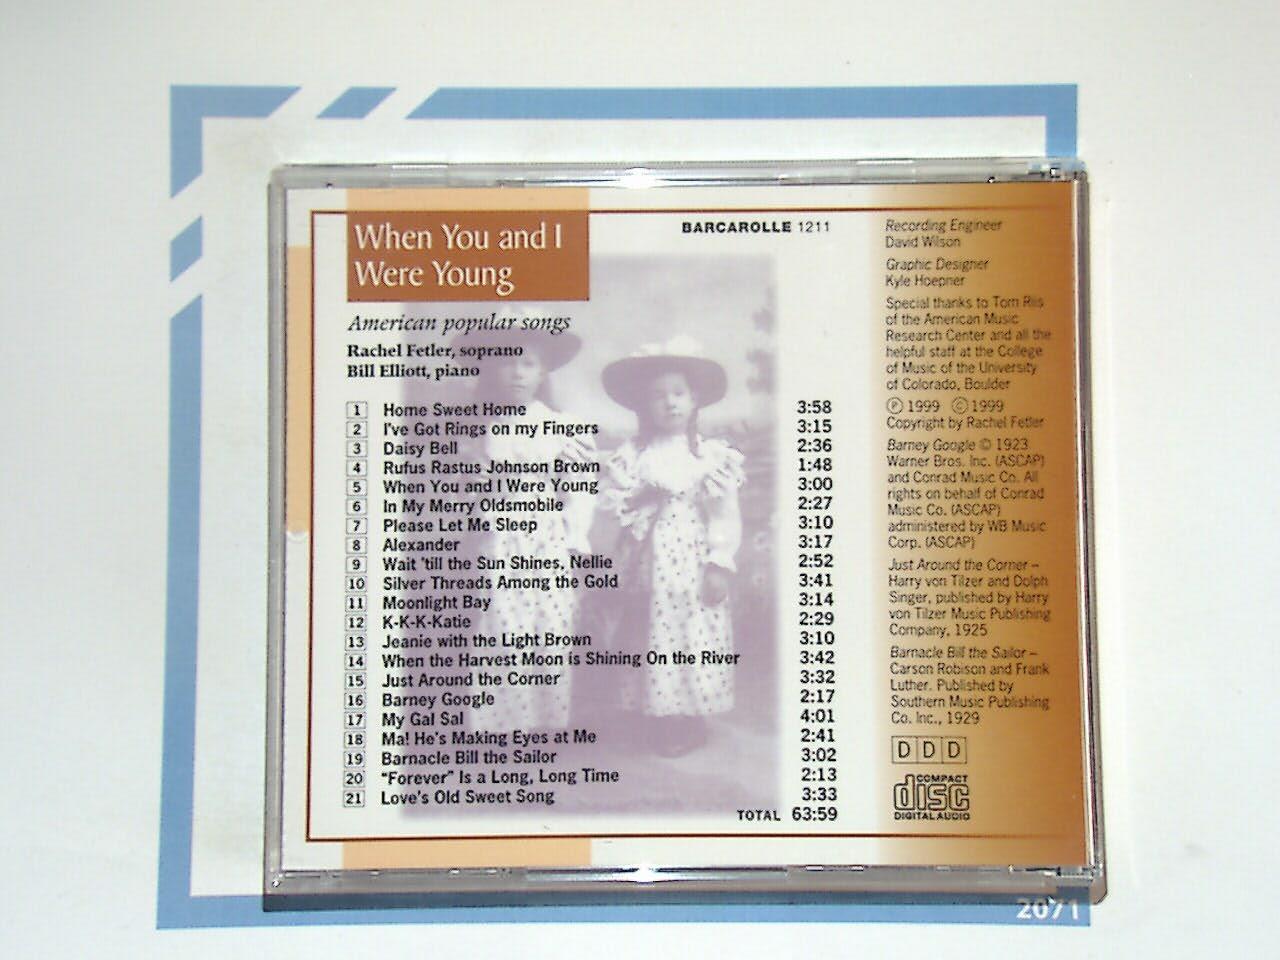 When You and I
Were Young
American popular songs
Rachel Fetler, soprano
Bill Elliott, piano
BARCAROLLE 1211
1 Home Sweet Home 3:58
2 I've Got Rings on my Fingers 3:15
3 Daisy Bell 2:36
4 Rufus Rastus Johnson Brown 1:48
5 When You and I Were Young 3:00
6 In My Merry Oldsmobile 2:27
7 Please Let Me Sleep 3:10
8 Alexander 3:17
9 Wait 'till the Sun Shines, Nellie 2:52
10 Silver Threads Among the Gold 3:41
11 Moonlight Bay 3:14
12 K-K-K-Katie 2:29
13 Jeanie with the Light Brown 3:10
14 When the Harvest Moon is Shining On the River 3:42
15 Just Around the Corner 3:32
16 Barney Google 2:17
17 My Gal Sal 4:01
18 Ma! He's Making Eyes at Me 2:41
19 Barnacle Bill the Sailor 3:02
20 "Forever" Is a Long, Long Time 2:13
21 Love's Old Sweet Song 3:33
TOTAL 63:59
Recording Engineer
David Wilson
Graphic Designer
Kyle Hoepner
Special thanks to Tom Riis
of the American Music
Research Center and all the
helpful staff at the College
of Music of the University
of Colorado, Boulder
℗ 1999 © 1999
Copyright by Rachel Fetler
Barney Google © 1923
Warner Bros. Inc. (ASCAP)
and Conrad Music Co. All
rights on behalf of Conrad
Music Co. (ASCAP)
administered by WB Music
Corp. (ASCAP)
Just Around the Corner –
Harry von Tilzer and Dolph
Singer, published by Harry
von Tilzer Music Publishing
Company, 1925
Barnacle Bill the Sailor –
Carson Robison and Frank
Luther. Published by
Southern Music Publishing
Co. Inc., 1929
DDD
COMPACT
disc
DIGITAL AUDIO
2071